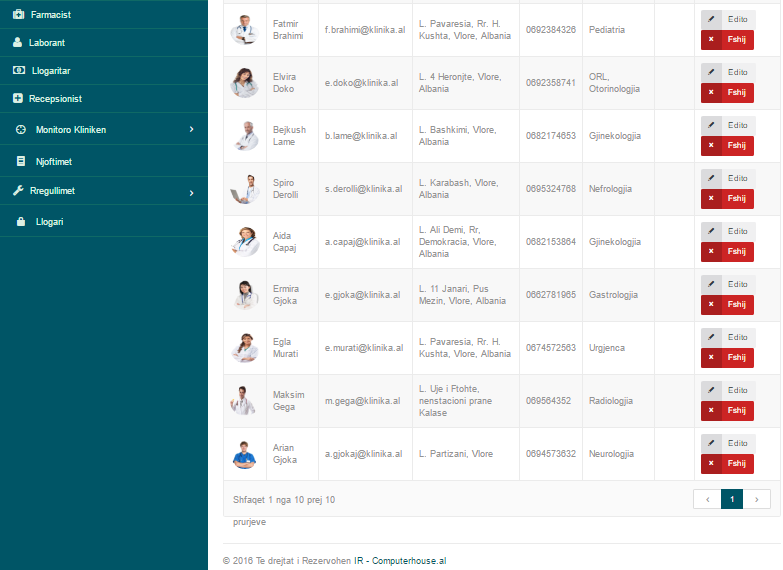 Farmacist
Laborant
Llogaritar
Recepsionist
Monitoro Kliniken
Njoftimet
Rregullimet
Llogari
Fatmir
Brahimi
f.brahimi@klinika.al
L. Pavaresia, Rr. H.
Kushta, Vlore, Albania
0692384326
Pediatria
Edito
Fshij
Elvira
Doko
e.doko@klinika.al
L. 4 Heronjte, Vlore,
Albania
0692358741
ORL,
Otorinologjia
Edito
Fshij
Bejkush
Lame
b.lame@klinika.al
L. Bashkimi, Vlore,
Albania
0682174653
Gjinekologjia
Edito
Fshij
Spiro
Derolli
s.derolli@klinika.al
L. Karabash, Vlore,
Albania
0695324768
Nefrologjia
Edito
Fshij
Aida
Capaj
a.capaj@klinika.al
L. Ali Demi, Rr,
Demokracia, Vlore,
Albania
0682153864
Gjinekologjia
Edito
Fshij
Ermira
Gjoka
e.gjoka@klinika.al
L. 11 Janari, Pus
Mezin, Vlore, Albania
0662781965
Gastrologjia
Edito
Fshij
Egla
Murati
e.murati@klinika.al
L. Pavaresia, Rr. H.
Kushta, Vlore, Albania
0674572563
Urgjenca
Edito
Fshij
Maksim
Gega
m.gega@klinika.al
L. Uje i Ftohte,
nenstacioni prane
Kalase
069564352
Radiologjia
Edito
Fshij
Arian
Gjoka
a.gjokaj@klinika.al
L. Partizani, Vlore
0694573632
Neurologjia
Edito
Fshij
Shfaqet 1 nga 10 prej 10
prurjeve
‹ 1 ›
© 2016 Te drejtat i Rezervohen IR - Computerhouse.al